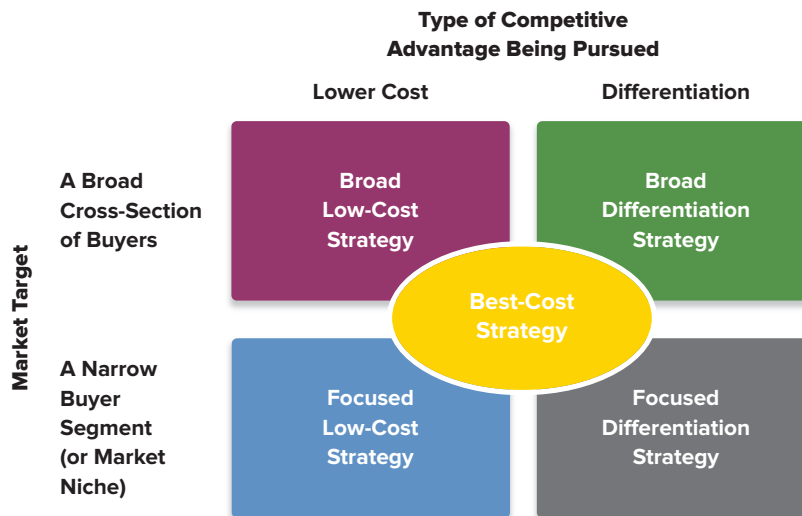 Type of Competitive
Advantage Being Pursued
Lower Cost
Differentiation
Market Target
A Broad
Cross-Section
of Buyers
Broad
Low-Cost
Strategy
Broad
Differentiation
Strategy
Best-Cost
Strategy
A Narrow
Buyer
Segment
(or Market
Niche)
Focused
Low-Cost
Strategy
Focused
Differentiation
Strategy